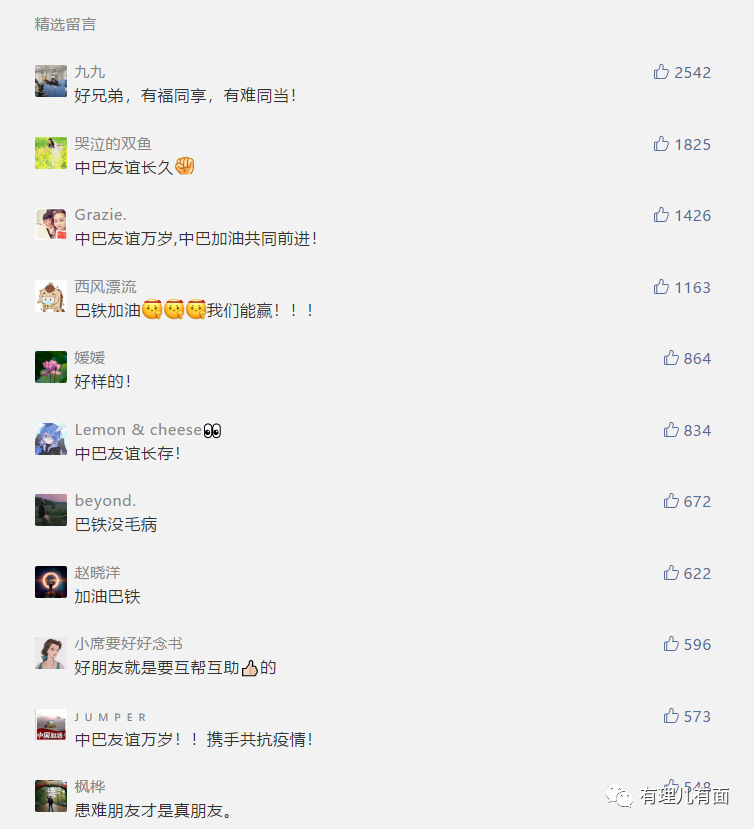 精选留言
九九
2542
好兄弟，有福同享，有难同当！
哭泣的双鱼
1825
中巴友谊长久✊
Grazie.
1426
中巴友谊万岁,中巴加油共同前进！
西风漂流
1163
巴铁加油我们能赢！！！
媛媛
864
好样的！
Lemon & cheese👀
834
中巴友谊长存！
beyond.
672
巴铁没毛病
赵晓洋
622
加油巴铁
小席要好好念书
596
好朋友就是要互帮互助👍的
中国加油!
JUMPER
573
中巴友谊万岁！！携手共抗疫情！
枫桦
548
患难朋友才是真朋友。
有理儿有面